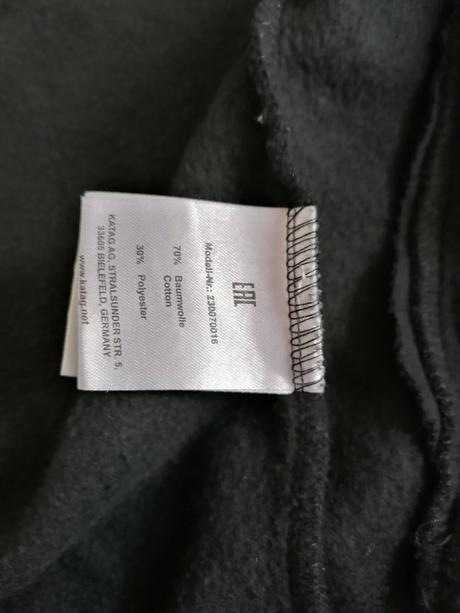 EAC
Modell-Nr.: 230070016
70% Baumwolle
Cotton
30% Polyester
KATAG AG, STRALSUNDER STR. 5,
33605 BIELEFELD, GERMANY
www.katag.net